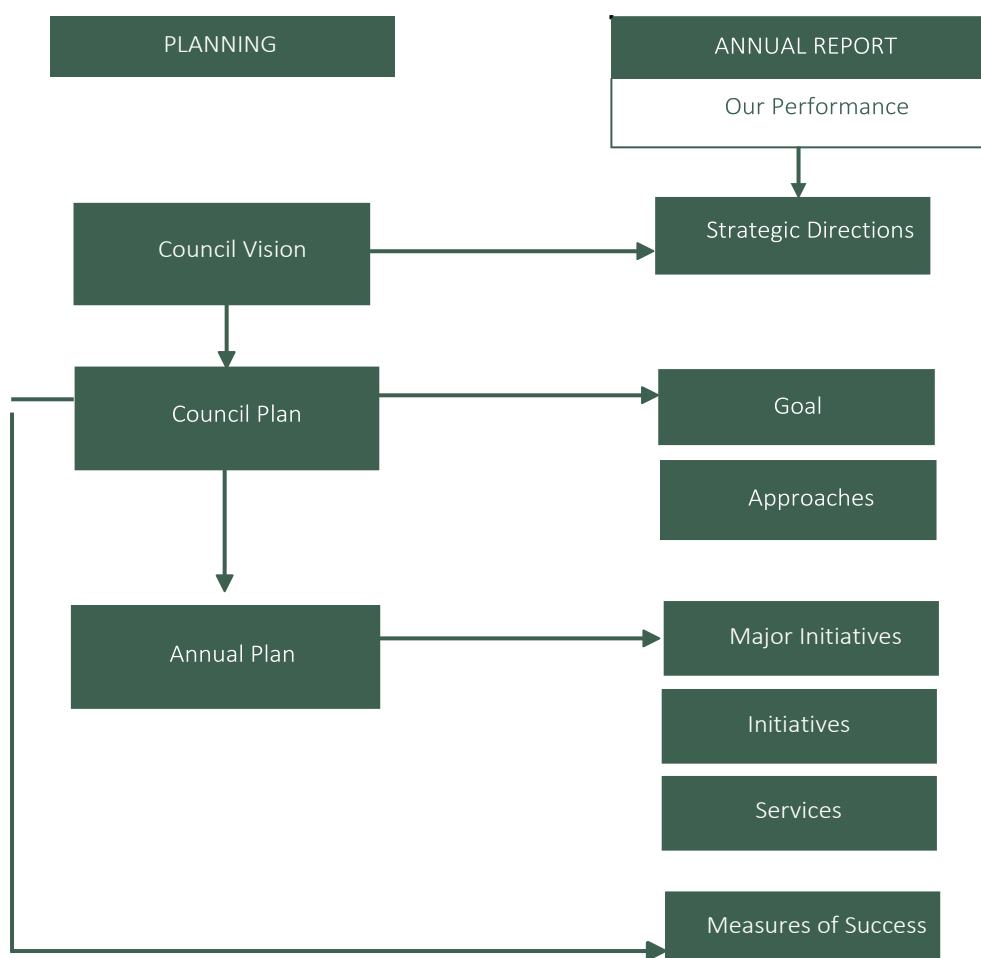 PLANNING
ANNUAL REPORT
Our Performance
Council Vision
Strategic Directions
Council Plan
Goal
Approaches
Annual Plan
Major Initiatives
Initiatives
Services
Measures of Success